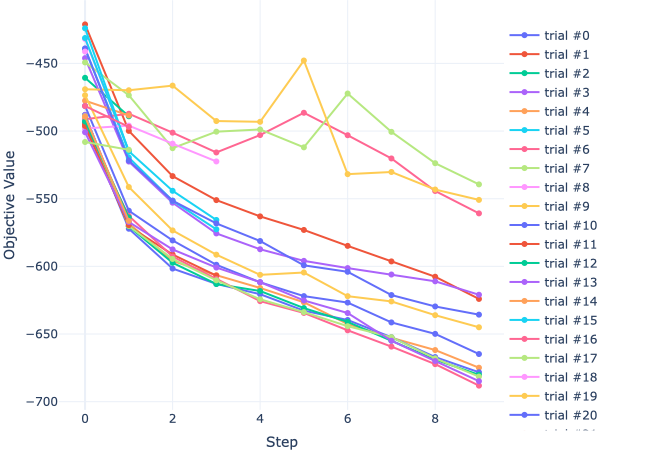 −450
−500
−550
−600
−650
−700
Objective Value
0
2
4
6
8
Step
trial #0
trial #1
trial #2
trial #3
trial #4
trial #5
trial #6
trial #7
trial #8
trial #9
trial #10
trial #11
trial #12
trial #13
trial #14
trial #15
trial #16
trial #17
trial #18
trial #19
trial #20